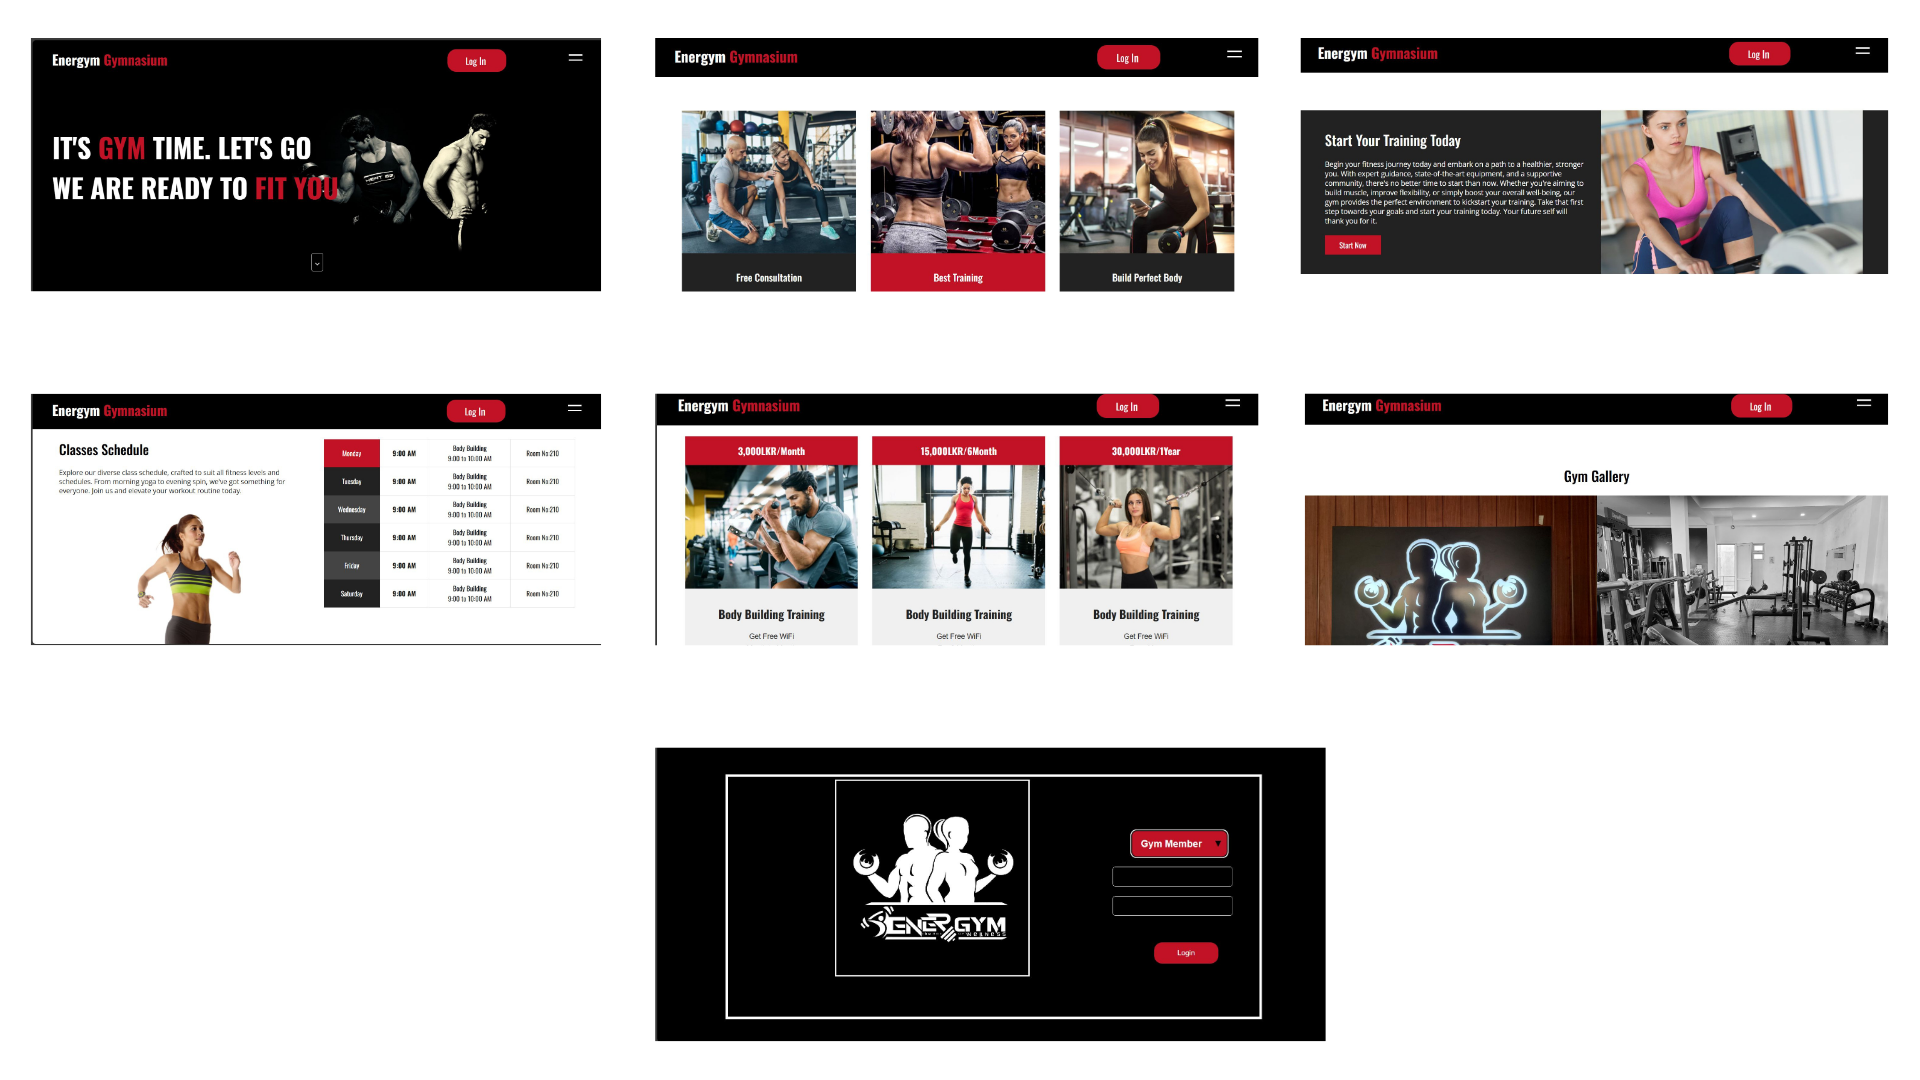 Energym Gymnasium
Log In
IT'S GYM TIME. LET'S GO
WE ARE READY TO FIT YOU
Energym Gymnasium
Log In
Free Consultation
Best Training
Build Perfect Body
Energym Gymnasium
Log In
Start Your Training Today
Begin your fitness journey today and embark on a path to a healthier, stronger
you. With expert guidance, state-of-the-art equipment, and a supportive
community, there's no better time to start than now. Whether you're aiming to
build muscle, improve flexibility, or simply boost your overall well-being, our
gym provides the perfect environment to kickstart your training. Take that first
step towards your goals and start your training today. Your future self will
thank you for it.
Start Now
Energym Gymnasium
Log In
Classes Schedule
Explore our diverse class schedule, crafted to suit all fitness levels and
schedules. From morning yoga to evening spin, we've got something for
everyone. Join us and elevate your workout routine today.
Monday 9:00 AM Body Building 9:00 to 10:00 AM Room No:210
Tuesday 9:00 AM Body Building 9:00 to 10:00 AM Room No:210
Wednesday 9:00 AM Body Building 9:00 to 10:00 AM Room No:210
Thursday 9:00 AM Body Building 9:00 to 10:00 AM Room No:210
Friday 9:00 AM Body Building 9:00 to 10:00 AM Room No:210
Saturday 9:00 AM Body Building 9:00 to 10:00 AM Room No:210
Energym Gymnasium
Log In
3,000LKR/Month
15,000LKR/6Month
30,000LKR/1Year
Body Building Training
Body Building Training
Body Building Training
Get Free WiFi
Get Free WiFi
Get Free WiFi
Energym Gymnasium
Log In
Gym Gallery
ENERGYM
WELLNESS
Gym Member
Login